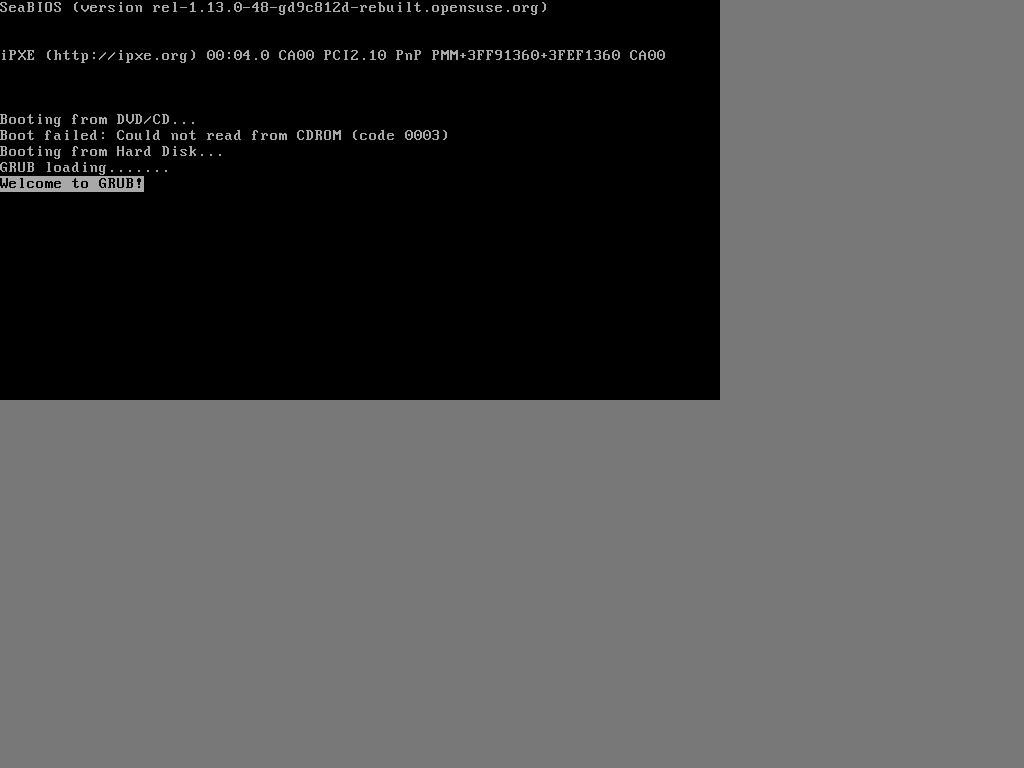 SeaBIOS (version rel-1.13.0-48-gd9c812d-rebuilt.opensuse.org)
iPXE (http://ipxe.org) 00:04.0 CA00 PCI2.10 PnP PMM+3FF91360+3FEF1360 CA00
Booting from DVD/CD...
Boot failed: Could not read from CDROM (code 0003)
Booting from Hard Disk...
GRUB loading.......
Welcome to GRUB!